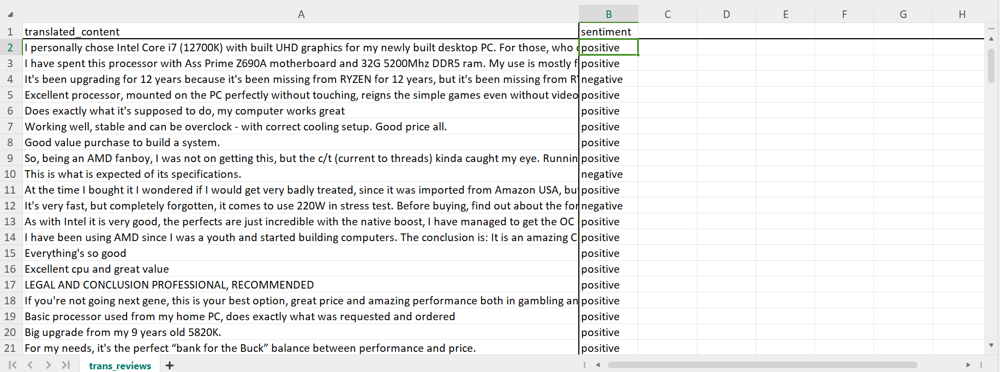 A B C D E F G H
1 translated_content sentiment
2 I personally chose Intel Core i7 (12700K) with built UHD graphics for my newly built desktop PC. For those, who positive
3 I have spent this processor with Ass Prime Z690A motherboard and 32G 5200Mhz DDR5 ram. My use is mostly f positive
4 It's been upgrading for 12 years because it's been missing from RYZEN for 12 years, but it's been missing from RY negative
5 Excellent processor, mounted on the PC perfectly without touching, reigns the simple games even without video positive
6 Does exactly what it's supposed to do, my computer works great positive
7 Working well, stable and can be overclock - with correct cooling setup. Good price all. positive
8 Good value purchase to build a system. positive
9 So, being an AMD fanboy, I was not on getting this, but the c/t (current to threads) kinda caught my eye. Runnin positive
10 This is what is expected of its specifications. negative
11 At the time I bought it I wondered if I would get very badly treated, since it was imported from Amazon USA, bu positive
12 It's very fast, but completely forgotten, it comes to use 220W in stress test. Before buying, find out about the for negative
13 As with Intel it is very good, the perfects are just incredible with the native boost, I have managed to get the OC positive
14 I have been using AMD since I was a youth and started building computers. The conclusion is: It is an amazing C positive
15 Everything's so good positive
16 Excellent cpu and great value positive
17 LEGAL AND CONCLUSION PROFESSIONAL, RECOMMENDED positive
18 If you're not going next gene, this is your best option, great price and amazing performance both in gambling an positive
19 Basic processor used from my home PC, does exactly what was requested and ordered positive
20 Big upgrade from my 9 years old 5820K. positive
21 For my needs, it's the perfect “bank for the Buck” balance between performance and price. positive
trans_reviews